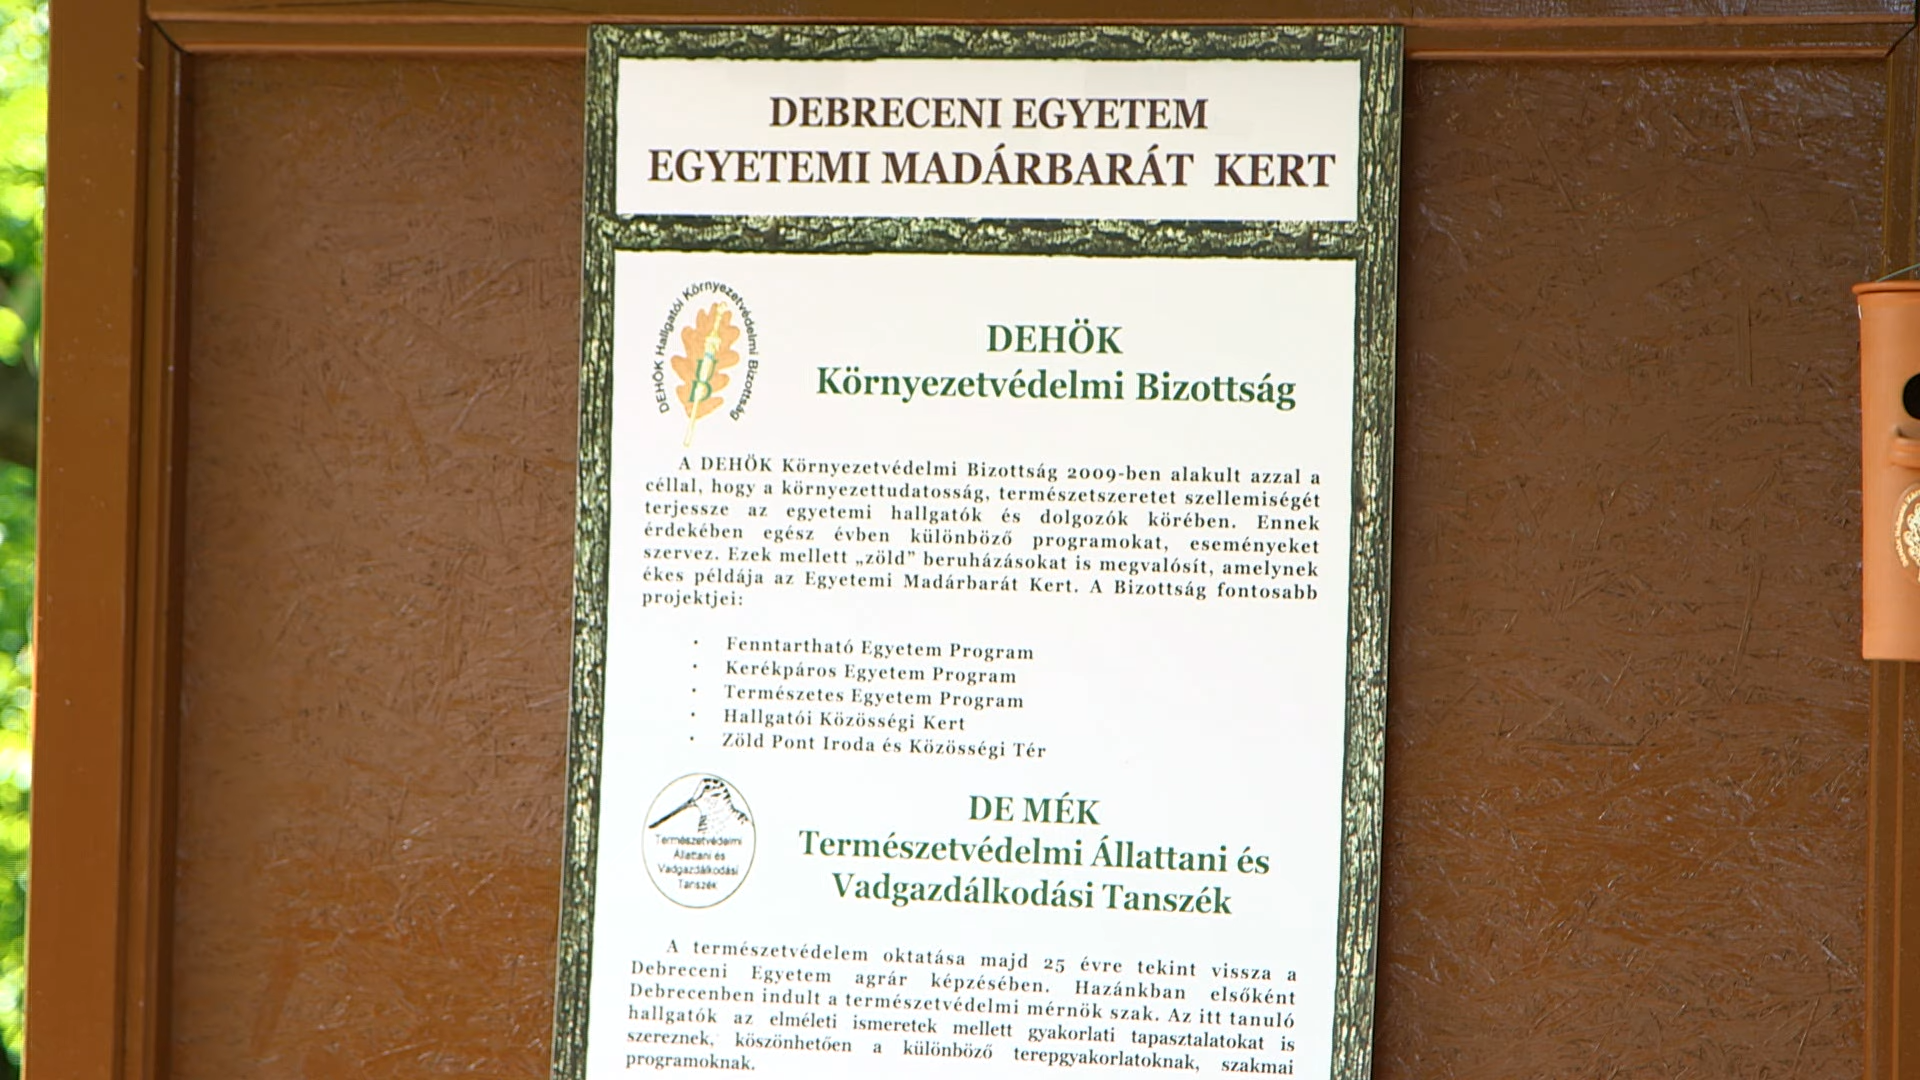 DEBRECENI EGYETEM
EGYETEMI MADÁRBARÁT KERT
DEHÖK Hallgatói Környezetvédelmi Bizottság
DEHÖK
Környezetvédelmi Bizottság
A DEHÖK Környezetvédelmi Bizottság 2009-ben alakult azzal a
céllal, hogy a környezettudatosság, természetszeretet szellemiségét
terjessze az egyetemi hallgatók és dolgozók körében. Ennek
érdekében egész évben különböző programokat, eseményeket
szervez. Ezek mellett „zöld” beruházásokat is megvalósít, amelynek
ékes példája az Egyetemi Madárbarát Kert. A Bizottság fontosabb
projektjei:
• Fenntartható Egyetem Program
• Kerékpáros Egyetem Program
• Természetes Egyetem Program
• Hallgatói Közösségi Kert
• Zöld Pont Iroda és Közösségi Tér
Természetvédelmi
Állattani és
Vadgazdálkodási
Tanszék
DE MÉK
Természetvédelmi Állattani és
Vadgazdálkodási Tanszék
A természetvédelem oktatása majd 25 évre tekint vissza a
Debreceni Egyetem agrár képzésében. Hazánkban elsőként
Debrecenben indult a természetvédelmi mérnök szak. Az itt tanuló
hallgatók az elméleti ismeretek mellett gyakorlati tapasztalatokat is
szereznek, köszönhetően a különböző terepgyakorlatoknak, szakmai
programoknak.